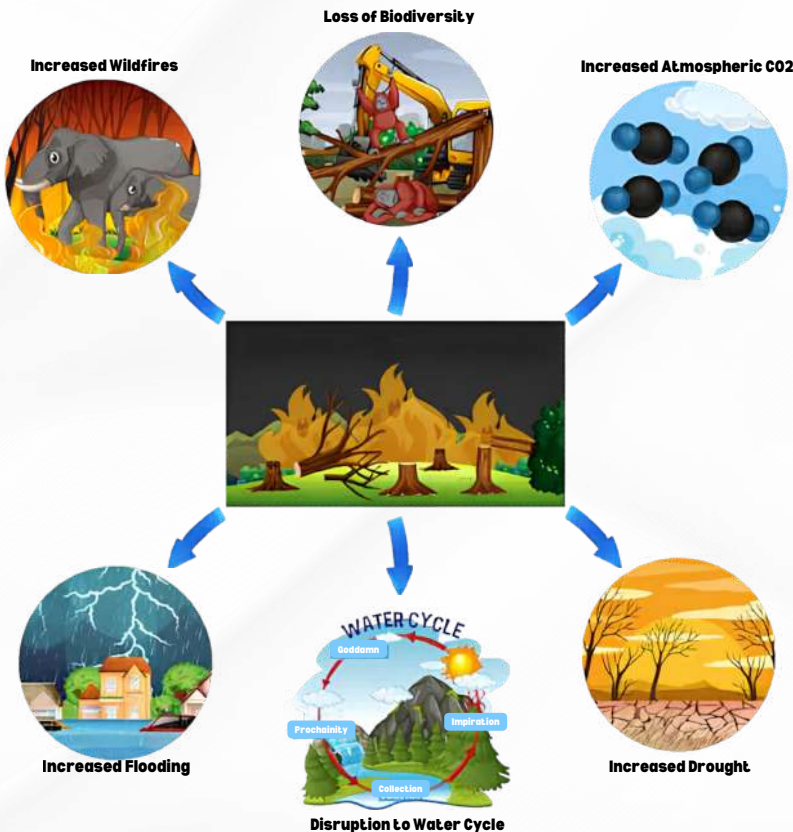 Loss of Biodiversity
Increased Wildfires
Increased Atmospheric CO2
WATER CYCLE
Goddamn
Prochainity
Impiration
Collection
Increased Flooding
Increased Drought
Disruption to Water Cycle